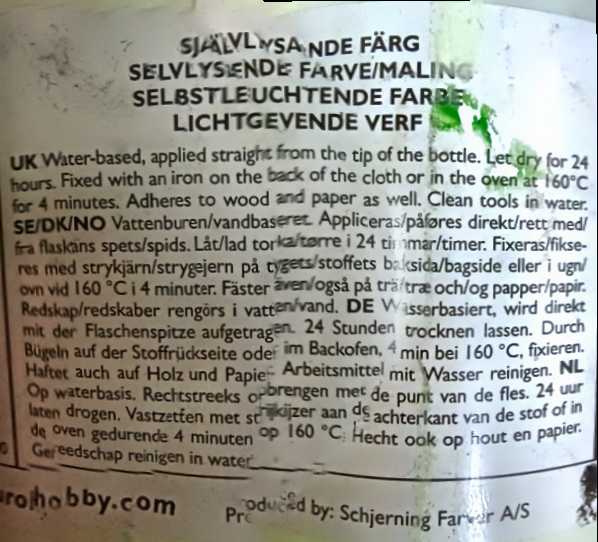 SJÄLVLYSANDE FÄRG
SELVLYSENDE FARVE/MALING
SELBSTLEUCHTENDE FARBE
LICHTGEVENDE VERF
UK Water-based, applied straight from the tip of the bottle. Let dry for 24
hours. Fixed with an iron on the back of the cloth or in the oven at 160°C
for 4 minutes. Adheres to wood and paper as well. Clean tools in water.
SE/DK/NO Vattenburen/vandbaseret. Appliceras/påføres direkt/rett med/
fra flaskans spets/spids. Låt/lad torka/tørre i 24 timmar/timer. Fixeras/fikse-
res med strykjärn/strygejern på tygets/stoffets baksida/bagside eller i ugn/
ovn vid 160 °C i 4 minuter. Fäster även/også på trä/træ och/og papper/papir.
Redskap/redskaber rengörs i vatten/vand. DE Wasserbasiert, wird direkt
mit der Flaschenspitze aufgetragen. 24 Stunden trocknen lassen. Durch
Bügeln auf der Stoffrückseite oder im Backofen, 4 min bei 160 °C, fixieren.
Haftet auch auf Holz und Papier. Arbeitsmittel mit Wasser reinigen. NL
Op waterbasis. Rechtstreeks opbrengen met de punt van de fles. 24 uur
laten drogen. Vastzetten met strijkijzer aan de achterkant van de stof of in
de oven gedurende 4 minuten op 160 °C. Hecht ook op hout en papier.
Gereedschap reinigen in water.
hobby.com
Produced by: Schjerning Farver A/S